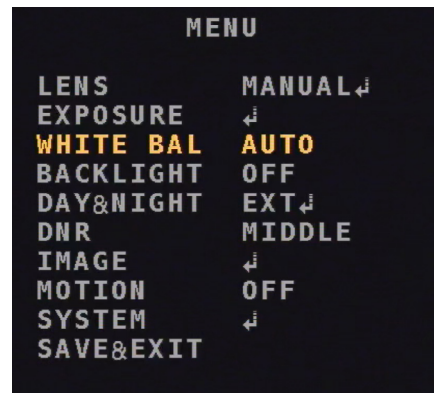 MENU
LENS MANUAL↲
EXPOSURE ↲
WHITE BAL AUTO
BACKLIGHT OFF
DAY&NIGHT EXT↲
DNR MIDDLE
IMAGE ↲
MOTION OFF
SYSTEM ↲
SAVE&EXIT